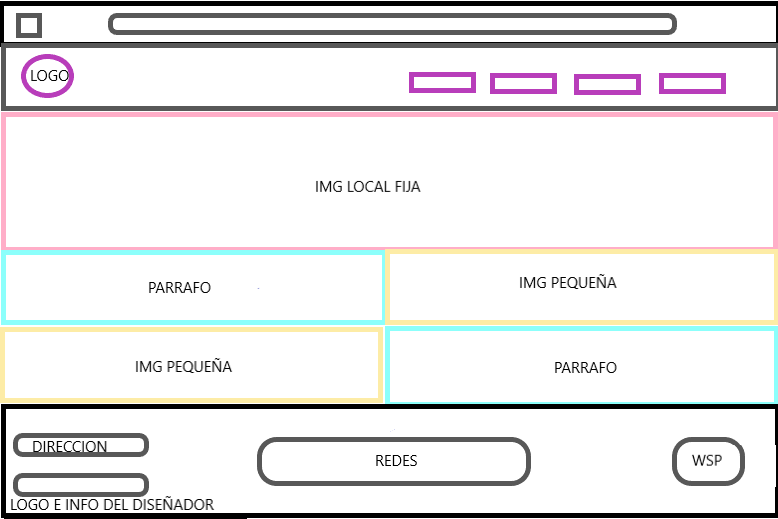 LOGO
IMG LOCAL FIJA
PARRAFO
IMG PEQUEÑA
IMG PEQUEÑA
PARRAFO
DIRECCION
REDES
WSP
LOGO E INFO DEL DISEÑADOR